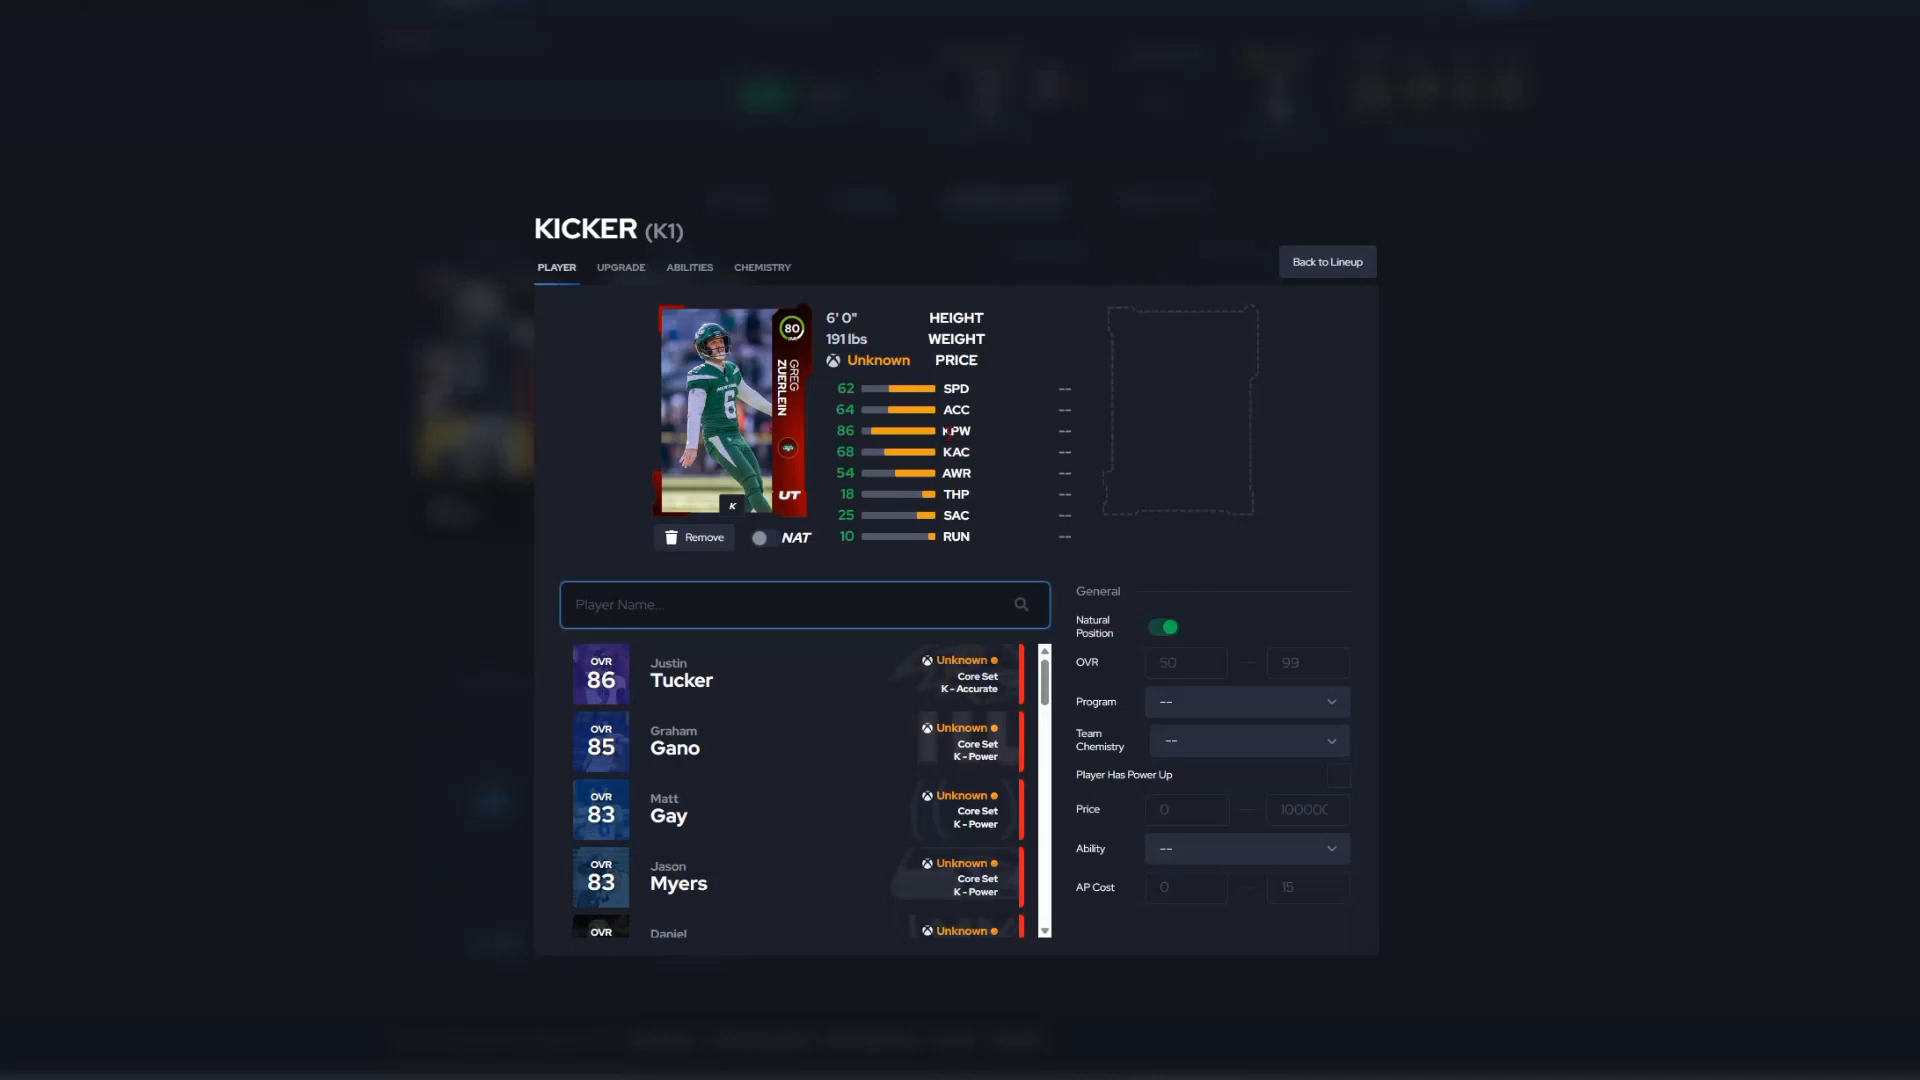 KICKER (K1)
PLAYER UPGRADE ABILITIES CHEMISTRY
Back to Lineup
80
OVR
GREG
ZUERLEIN
UT
K
6' 0" HEIGHT
191 lbs WEIGHT
Unknown PRICE
62 SPD --
64 ACC --
86 KPW --
68 KAC --
54 AWR --
18 THP --
25 SAC --
10 RUN --
Remove
NAT
Player Name...
OVR
86
Justin
Tucker
Unknown
Core Set
K - Accurate
OVR
85
Graham
Gano
Unknown
Core Set
K - Power
OVR
83
Matt
Gay
Unknown
Core Set
K - Power
OVR
83
Jason
Myers
Unknown
Core Set
K - Power
OVR
Daniel
Unknown
General
Natural
Position
OVR 50 99
Program --
Team
Chemistry --
Player Has Power Up
Price 0 100000
Ability --
AP Cost 0 15